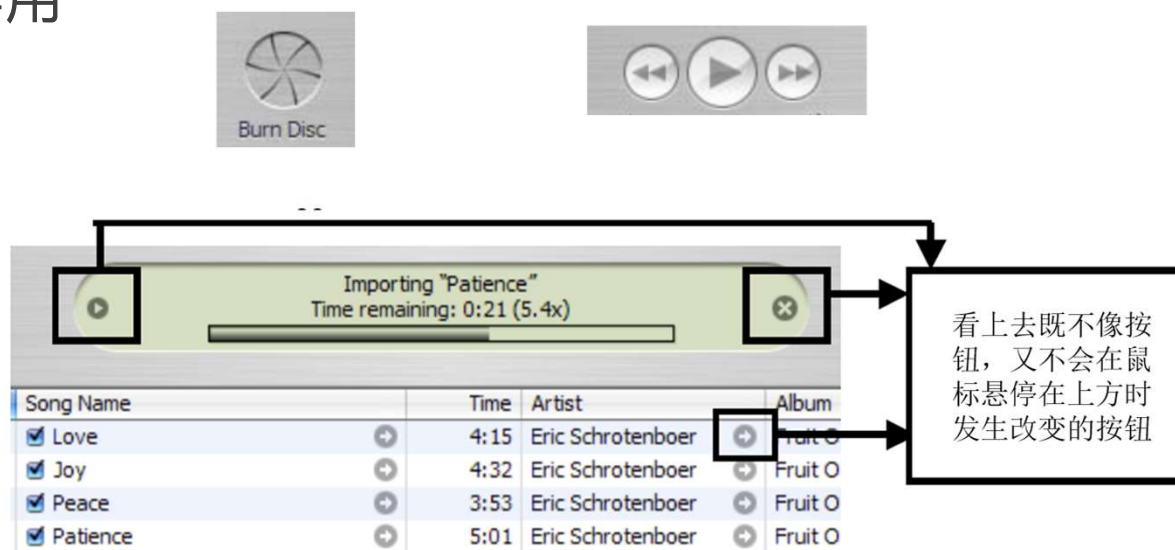 用
Burn Disc
Importing “Patience”
Time remaining: 0:21 (5.4x)
看上去既不像按
钮，又不会在鼠
标悬停在上方时
发生改变的按钮
Song Name Time Artist Album
Love 4:15 Eric Schrotenboer Fruit O
Joy 4:32 Eric Schrotenboer Fruit O
Peace 3:53 Eric Schrotenboer Fruit O
Patience 5:01 Eric Schrotenboer Fruit O